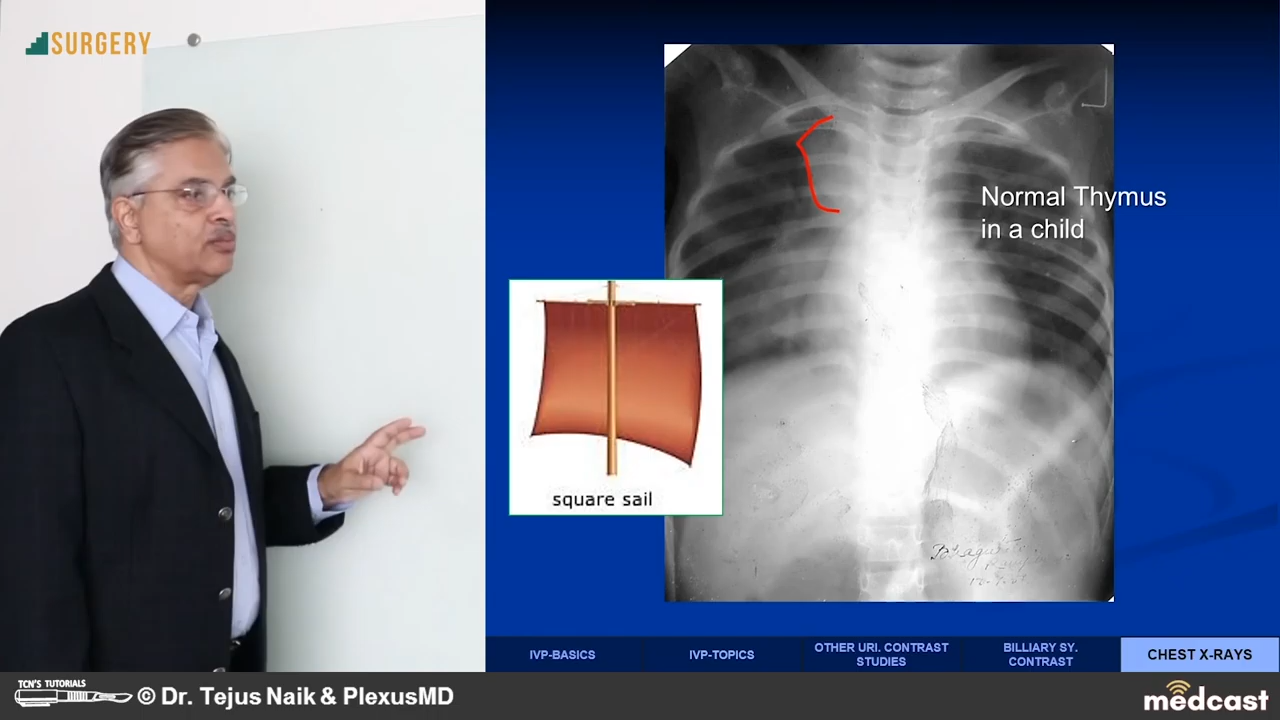 SURGERY
Normal Thymus
in a child
square sail
IVP-BASICS
IVP-TOPICS
OTHER URI. CONTRAST
STUDIES
BILLIARY SY.
CONTRAST
CHEST X-RAYS
TCN'S TUTORIALS
© Dr. Tejus Naik & PlexusMD
medcast